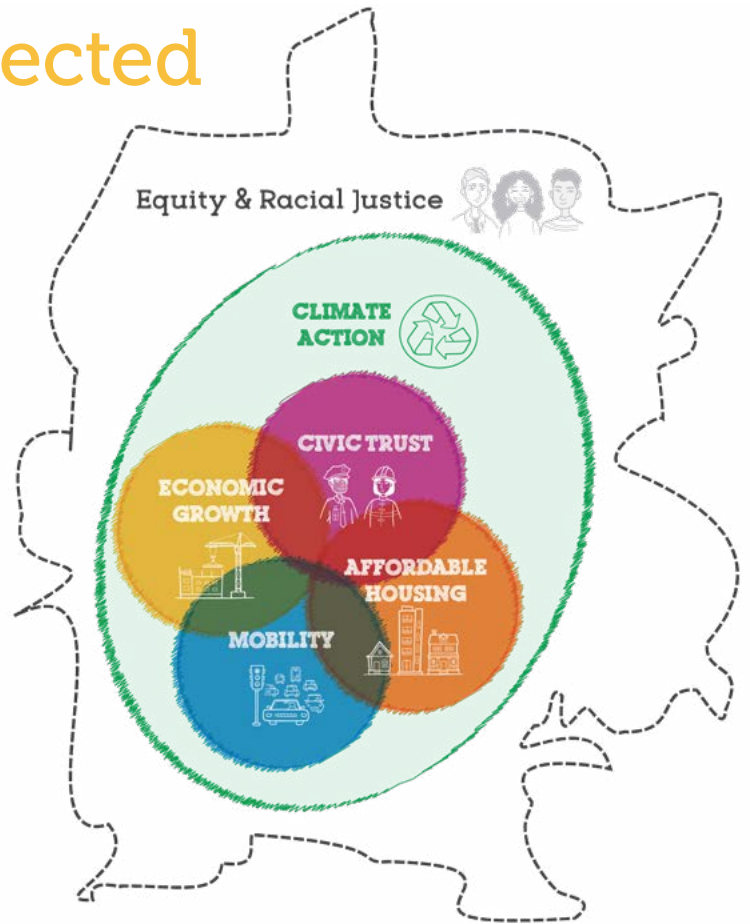 ected
Equity & Racial Justice
CLIMATE
ACTION
CIVIC TRUST
ECONOMIC
GROWTH
AFFORDABLE
HOUSING
MOBILITY